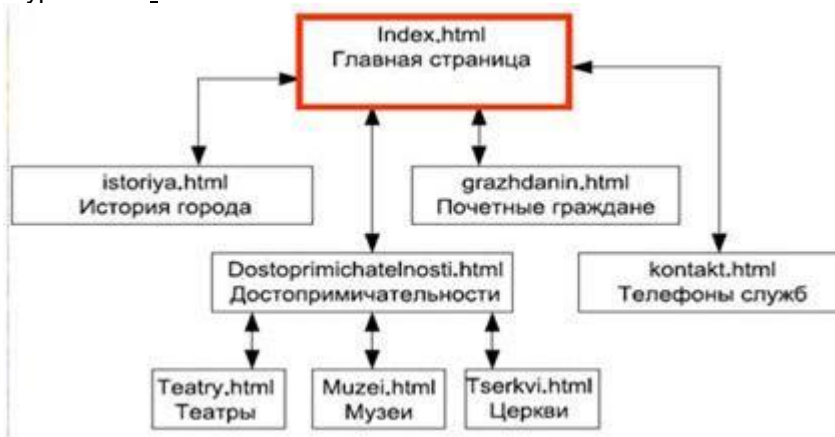 Index.html
Главная страница
istoriya.html
История города
grazhdanin.html
Почетные граждане
Dostoprimichatelnosti.html
Достопримичательности
kontakt.html
Телефоны служб
Teatry.html
Театры
Muzei.html
Музеи
Tserkvi.html
Церкви